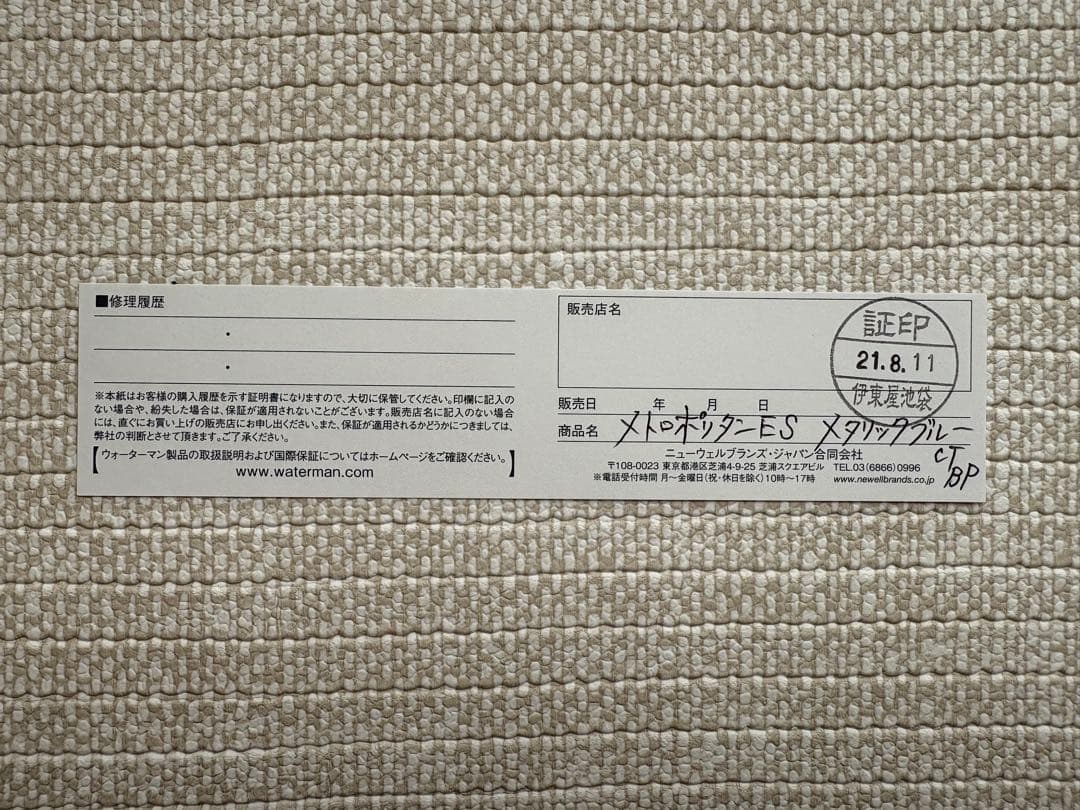 ■修理履歴
・
・
※本紙はお客様の購入履歴を示す証明書になりますので、大切に保管してください。印欄に記入の
ない場合や、紛失した場合は、保証が適用されないことがございます。販売店名に記入のない場合
には、直ぐにお買い上げの販売店にお申し出ください。また、保証が適用されるかどうかにつきましては、
弊社の判断とさせて頂きます。ご了承ください。
【ウォーターマン製品の取扱説明および国際保証についてはホームページをご確認ください。】
www.waterman.com
販売店名
証印
21.8.11
伊東屋池袋
販売日 年 月 日
商品名 メトロポリタンES メタリックブルー
CT
BP
ニューウェルブランズ・ジャパン合同会社
〒108-0023 東京都港区芝浦4-9-25 芝浦スクエアビル TEL.03(6866)0996
※電話受付時間 月～金曜日(祝・休日を除く)10時～17時 www.newellbrands.co.jp